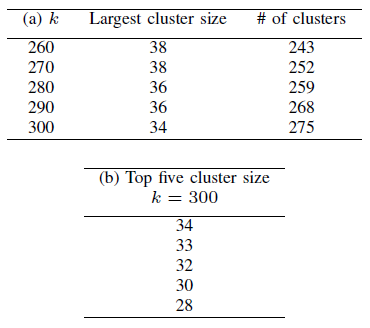 (a) k Largest cluster size # of clusters
260 38 243
270 38 252
280 36 259
290 36 268
300 34 275
(b) Top five cluster size
k = 300
34
33
32
30
28